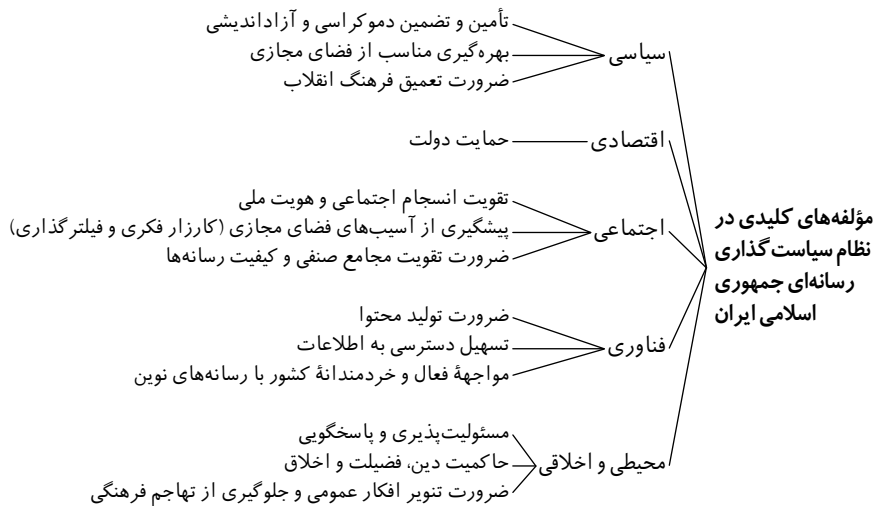 مؤلفه‌های کلیدی در
نظام سیاست‌گذاری
رسانه‌ای جمهوری
اسلامی ایران
سیاسی
تأمین و تضمین دموکراسی و آزاداندیشی
بهره‌گیری مناسب از فضای مجازی
ضرورت تعمیق فرهنگ انقلاب
اقتصادی
حمایت دولت
اجتماعی
تقویت انسجام اجتماعی و هویت ملی
پیشگیری از آسیب‌های فضای مجازی (کارزار فکری و فیلترگذاری)
ضرورت تقویت مجامع صنفی و کیفیت رسانه‌ها
فناوری
ضرورت تولید محتوا
تسهیل دسترسی به اطلاعات
مواجههٔ فعال و خردمندانهٔ کشور با رسانه‌های نوین
محیطی و اخلاقی
مسئولیت‌پذیری و پاسخگویی
حاکمیت دین، فضیلت و اخلاق
ضرورت تنویر افکار عمومی و جلوگیری از تهاجم فرهنگی